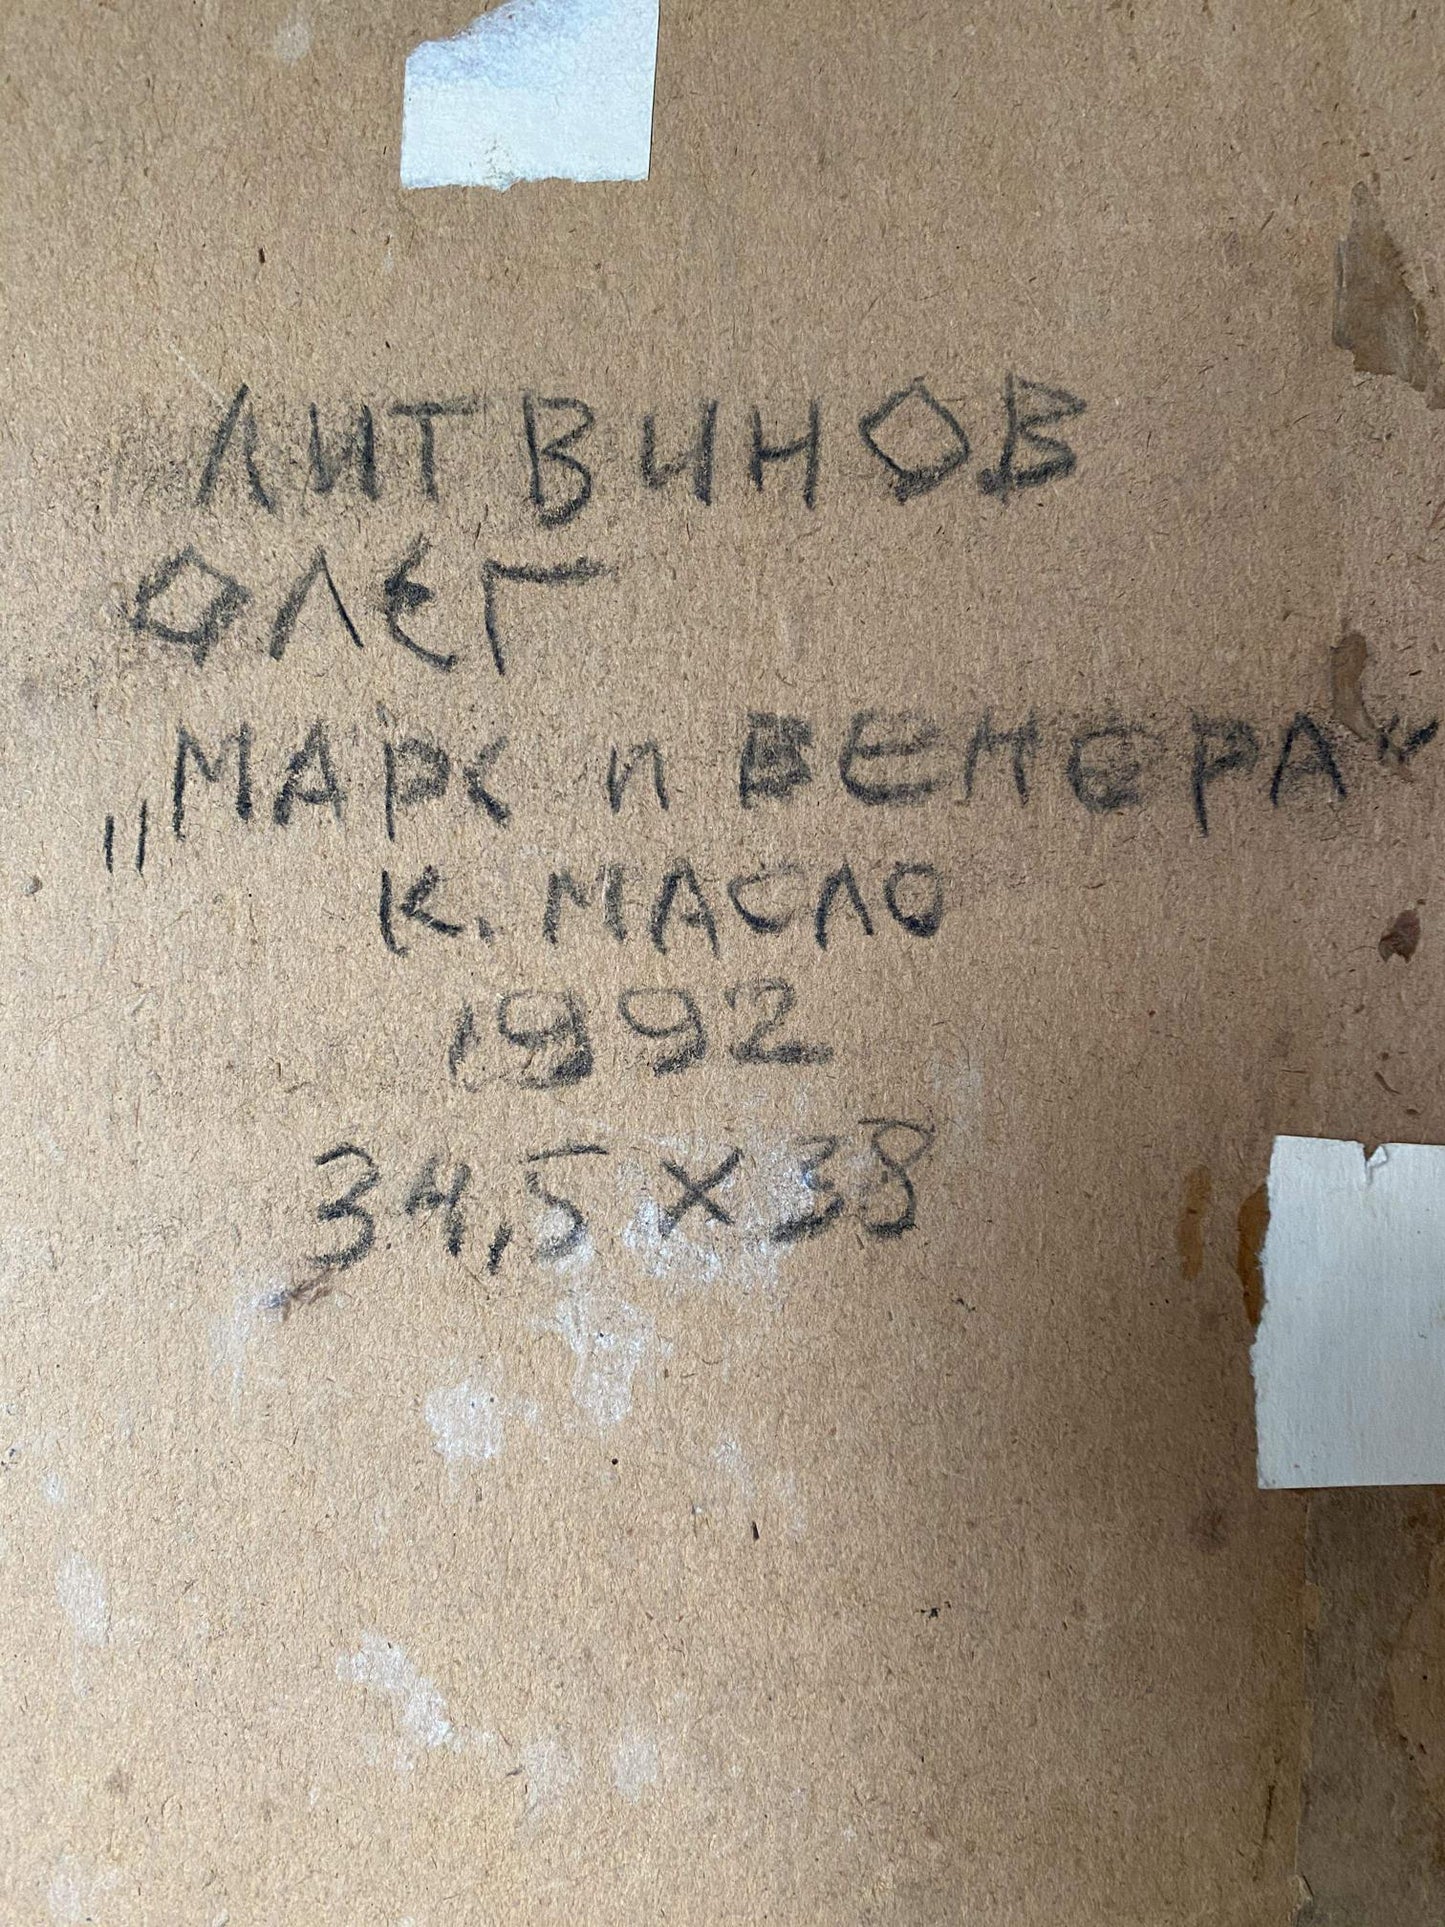 ЛИТВИНОВ
ОЛЕГ
„МАРС И ВЕНЕРА“
К. МАСЛО
1992
34,5 × 38